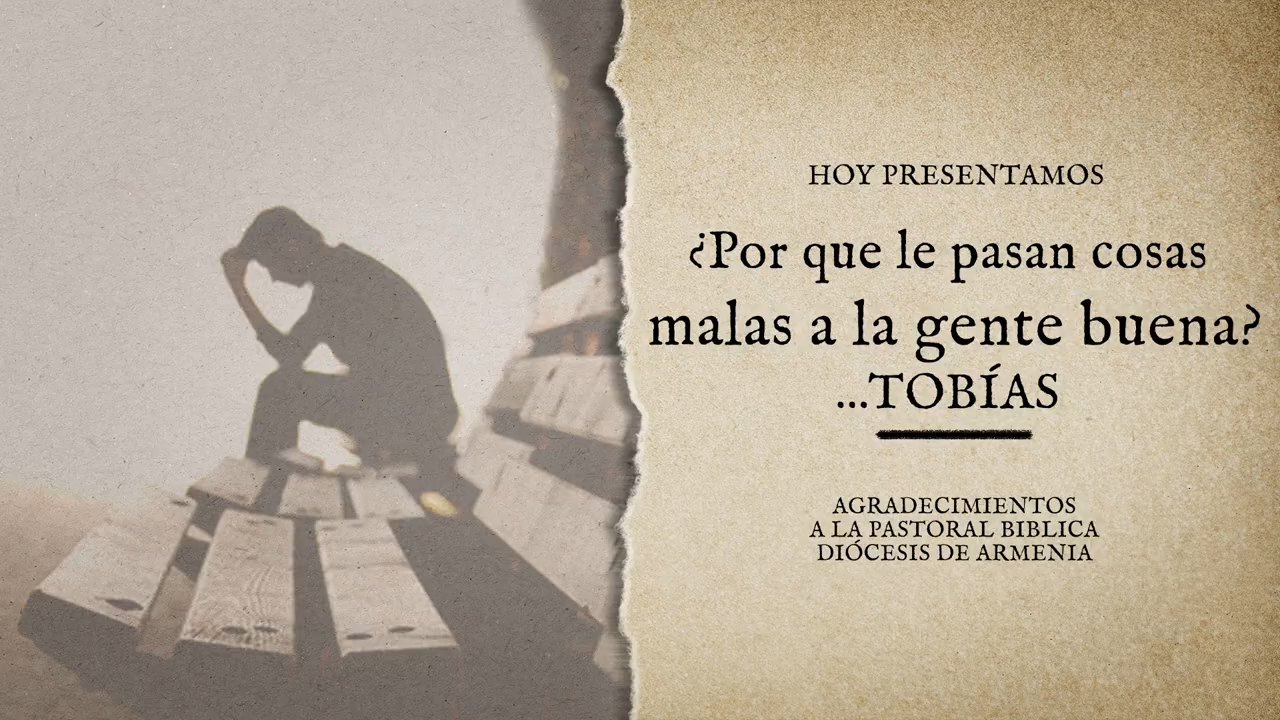 HOY PRESENTAMOS
¿Por que le pasan cosas
malas a la gente buena?
...TOBÍAS
AGRADECIMIENTOS
A LA PASTORAL BIBLICA
DIÓCESIS DE ARMENIA